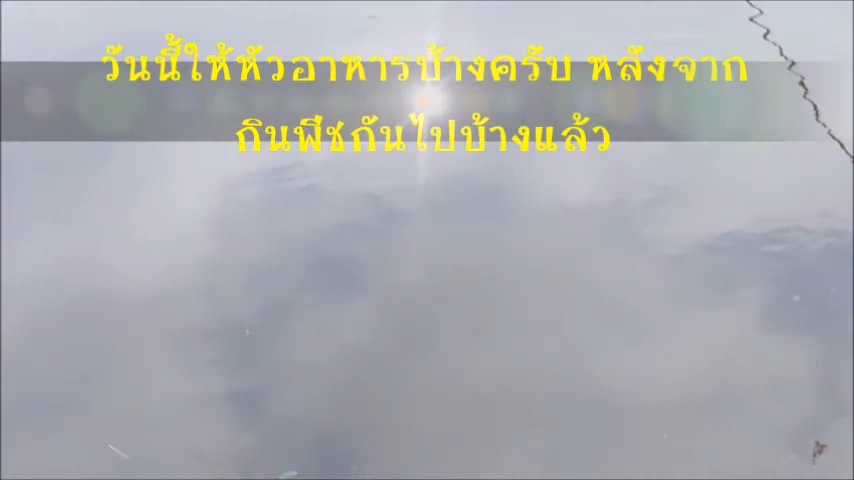 วันนี้ให้หัวอาหารบ้างครับ หลังจาก
กินพืชกันไปบ้างแล้ว